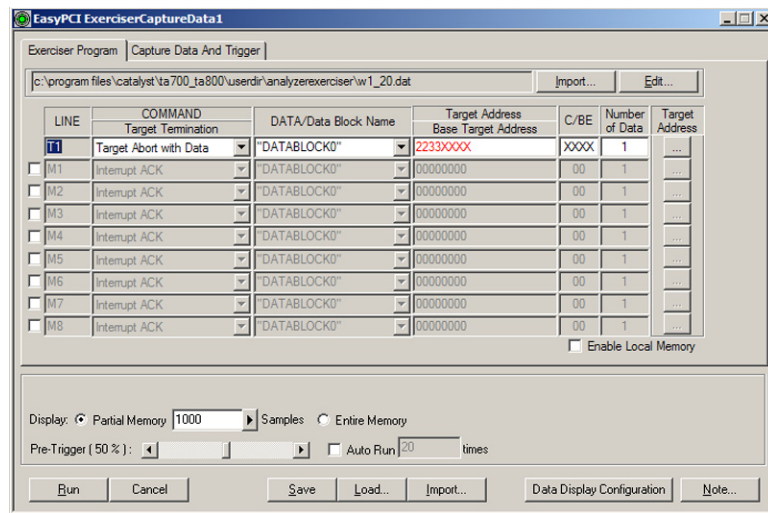 EasyPCI ExerciserCaptureData1
Exerciser Program Capture Data And Trigger
c:\program files\catalyst\ta700_ta800\userdir\analyzerexerciser\w1_20.dat Import... Edit...
LINE COMMAND DATA/Data Block Name Target Address C/BE Number of Data Target Address
Target Termination Base Target Address
T1 Target Abort with Data "DATABLOCK0" 2233XXXX XXXX 1 ...
M1 Interrupt ACK "DATABLOCK0" 00000000 00 1 ...
M2 Interrupt ACK "DATABLOCK0" 00000000 00 1 ...
M3 Interrupt ACK "DATABLOCK0" 00000000 00 1 ...
M4 Interrupt ACK "DATABLOCK0" 00000000 00 1 ...
M5 Interrupt ACK "DATABLOCK0" 00000000 00 1 ...
M6 Interrupt ACK "DATABLOCK0" 00000000 00 1 ...
M7 Interrupt ACK "DATABLOCK0" 00000000 00 1 ...
M8 Interrupt ACK "DATABLOCK0" 00000000 00 1 ...
Enable Local Memory
Display: Partial Memory 1000 Samples Entire Memory
Pre-Trigger ( 50 % ) : Auto Run 20 times
Run Cancel Save Load... Import... Data Display Configuration Note...